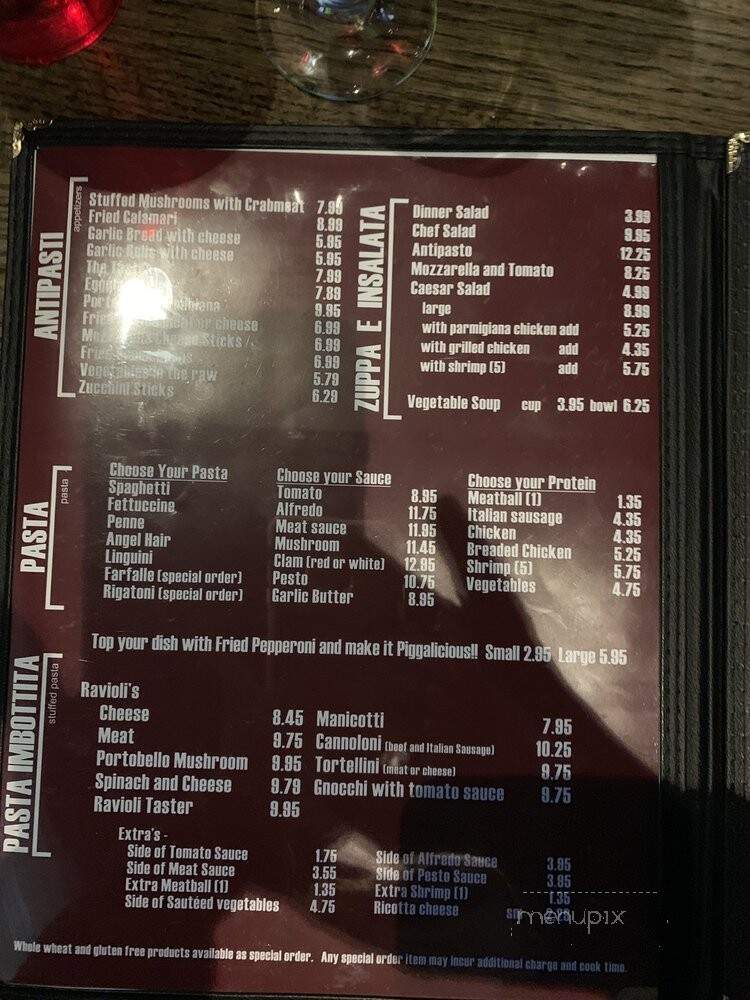 ANTIPASTI
appetizers
Stuffed Mushrooms with Crabmeat 7.99
Fried Calamari 8.99
Garlic Bread with cheese 5.95
Garlic Rolls with cheese 5.95
The 7.99
7.89
9.95
cheese 6.99
Cheese Sticks 6.99
6.99
Vegetables in the raw 5.79
Zucchini Sticks 6.29
ZUPPA E INSALATA
Dinner Salad 3.99
Chef Salad 9.95
Antipasto 12.25
Mozzarella and Tomato 8.25
Caesar Salad 4.99
large 8.99
with parmigiana chicken add 5.25
with grilled chicken add 4.35
with shrimp (5) add 5.75
Vegetable Soup cup 3.95 bowl 6.25
PASTA
pasta
Choose Your Pasta
Spaghetti
Fettuccine
Penne
Angel Hair
Linguini
Farfalle (special order)
Rigatoni (special order)
Choose your Sauce
Tomato 8.95
Alfredo 11.75
Meat sauce 11.95
Mushroom 11.45
Clam (red or white) 12.95
Pesto 10.75
Garlic Butter 8.95
Choose your Protein
Meatball (1) 1.35
Italian sausage 4.35
Chicken 4.35
Breaded Chicken 5.25
Shrimp (5) 5.75
Vegetables 4.75
Top your dish with Fried Pepperoni and make it Piggalicious!! Small 2.95 Large 5.95
PASTA IMBOTTITA
stuffed pasta
Ravioli's
Cheese 8.45
Meat 9.75
Portobello Mushroom 9.95
Spinach and Cheese 9.79
Ravioli Taster 9.95
Manicotti 7.95
Cannoloni (beef and Italian Sausage) 10.25
Tortellini (meat or cheese) 9.75
Gnocchi with tomato sauce 9.75
Extra's -
Side of Tomato Sauce 1.75
Side of Meat Sauce 3.55
Extra Meatball (1) 1.35
Side of Sautéed vegetables 4.75
Side of Alfredo Sauce 3.95
Side of Pesto Sauce 3.95
Extra Shrimp (1) 1.35
Ricotta cheese
menupix
Whole wheat and gluten free products available as special order. Any special order item may incur additional charge and cook time.